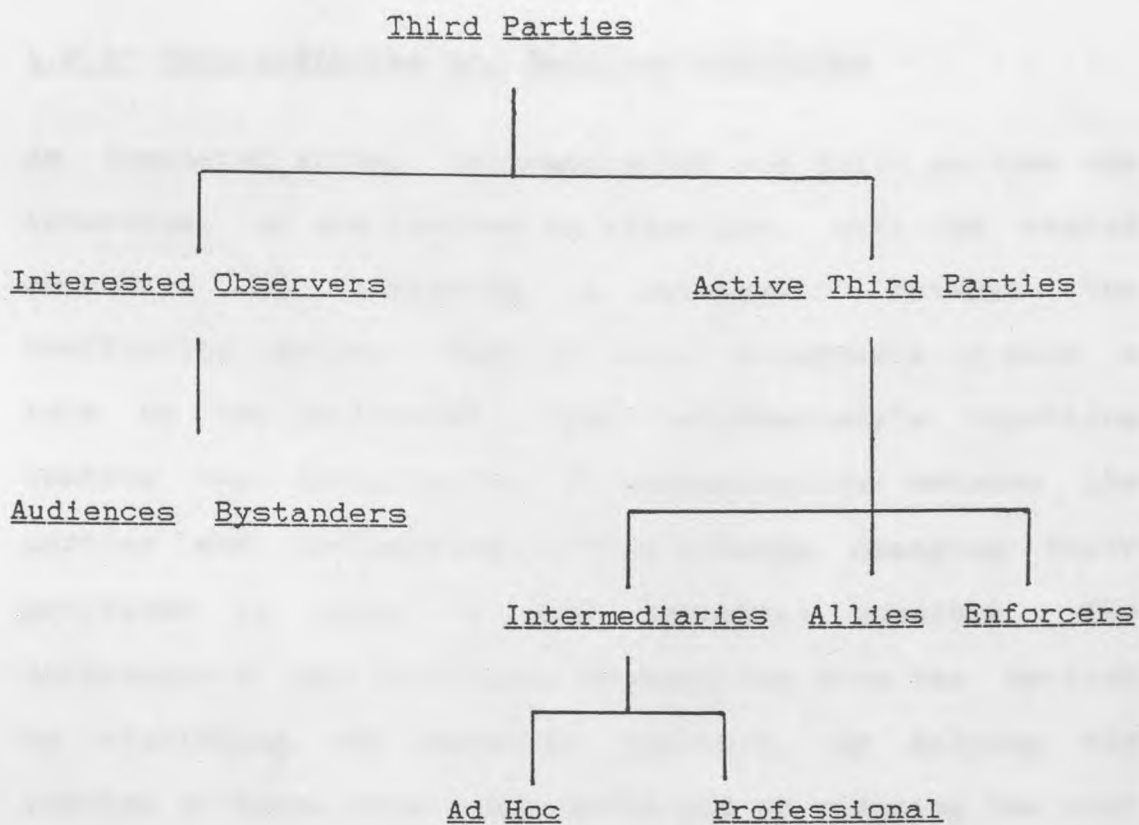 Third Parties
Interested Observers Active Third Parties
Audiences Bystanders
Intermediaries Allies Enforcers
Ad Hoc Professional